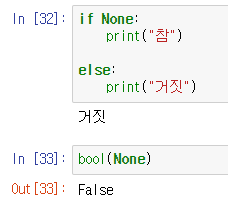 In [32]: if None:
    print("참")
else:
    print("거짓")
거짓
In [33]: bool(None)
Out[33]: False